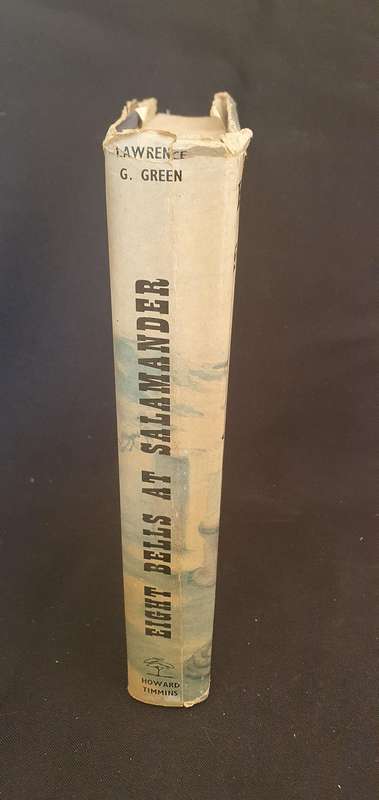 LAWRENCE
G. GREEN
EIGHT BELLS AT SALAMANDER
HOWARD
TIMMINS